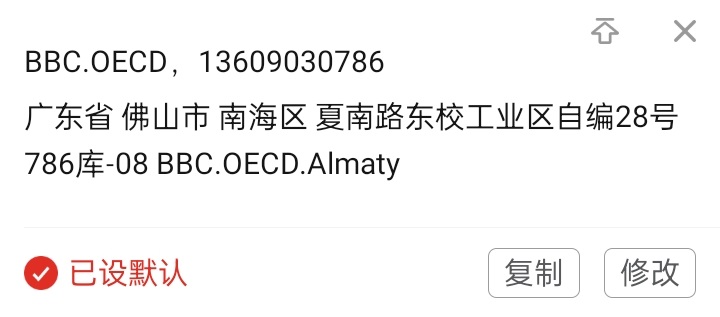 BBC.OECD，13609030786
广东省 佛山市 南海区 夏南路东校工业区自编28号
786库-08 BBC.OECD.Almaty
已设默认
复制
修改